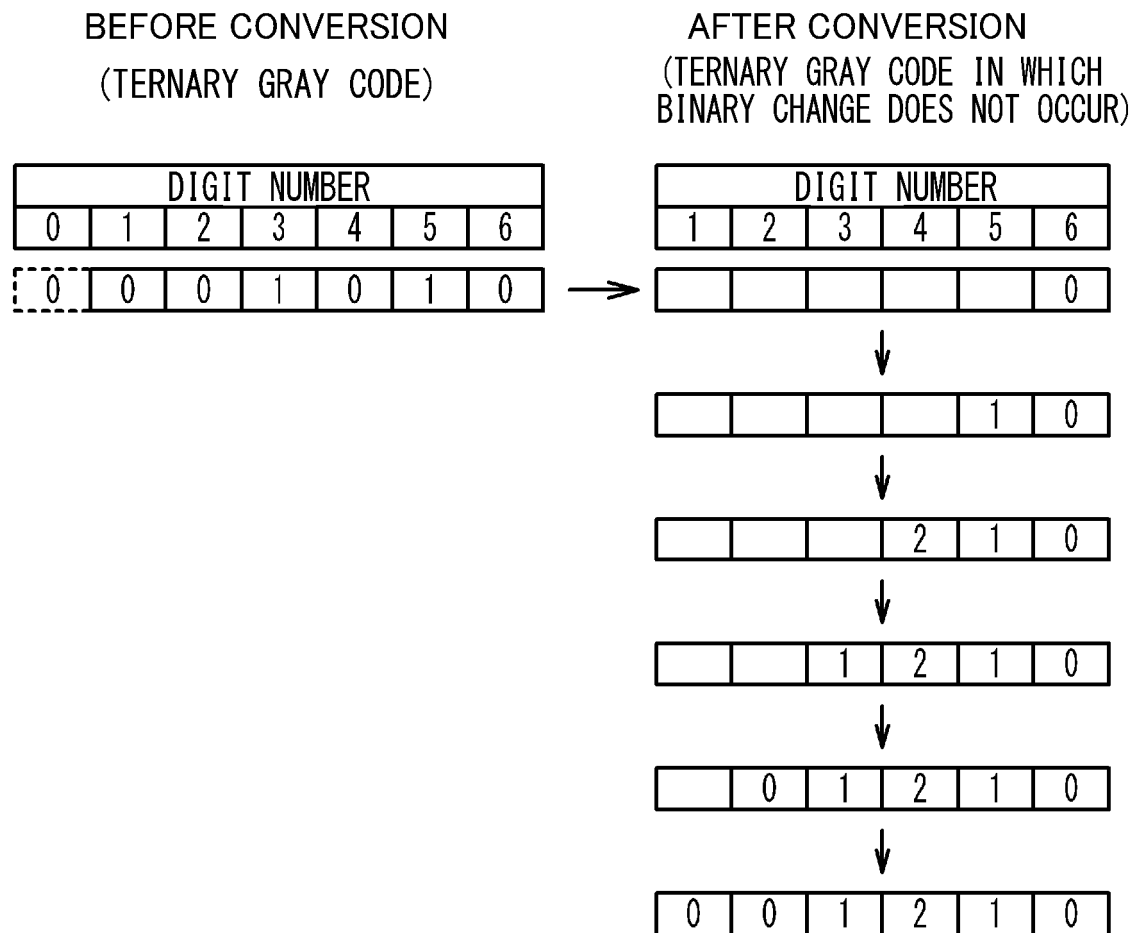 BEFORE CONVERSION
(TERNARY GRAY CODE)
DIGIT NUMBER
0 1 2 3 4 5 6
0 0 0 1 0 1 0
AFTER CONVERSION
(TERNARY GRAY CODE IN WHICH
BINARY CHANGE DOES NOT OCCUR)
DIGIT NUMBER
1 2 3 4 5 6
0
1 0
2 1 0
1 2 1 0
0 1 2 1 0
0 0 1 2 1 0